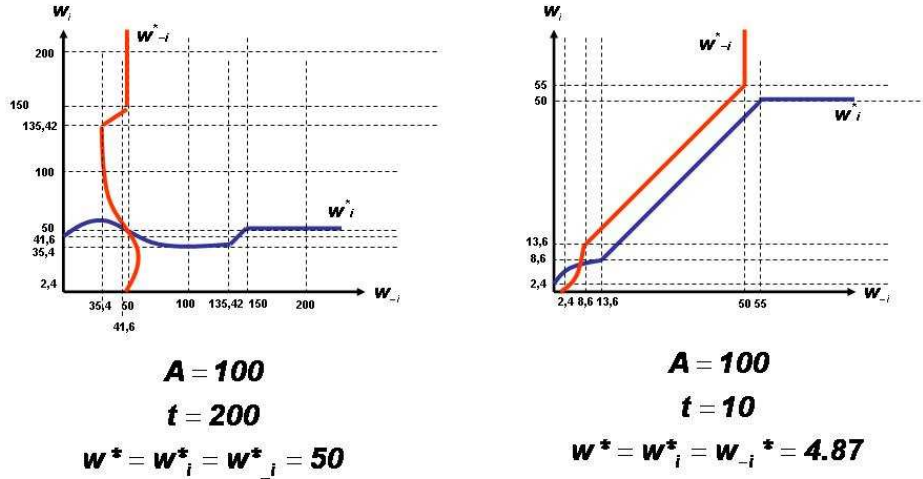 w_i
w*_-i
200
150
135,42
100
50
41,6
35,4
2,4
w*_i
w_-i
35,4 50 100 135,42 150 200
41,6
A = 100
t = 200
w* = w*_i = w*_-i = 50
w_i
w*_-i
55
50
w*_i
13,6
8,6
2,4
w_-i
2,4 8,6 13,6 50 55
A = 100
t = 10
w* = w*_i = w_-i* = 4.87